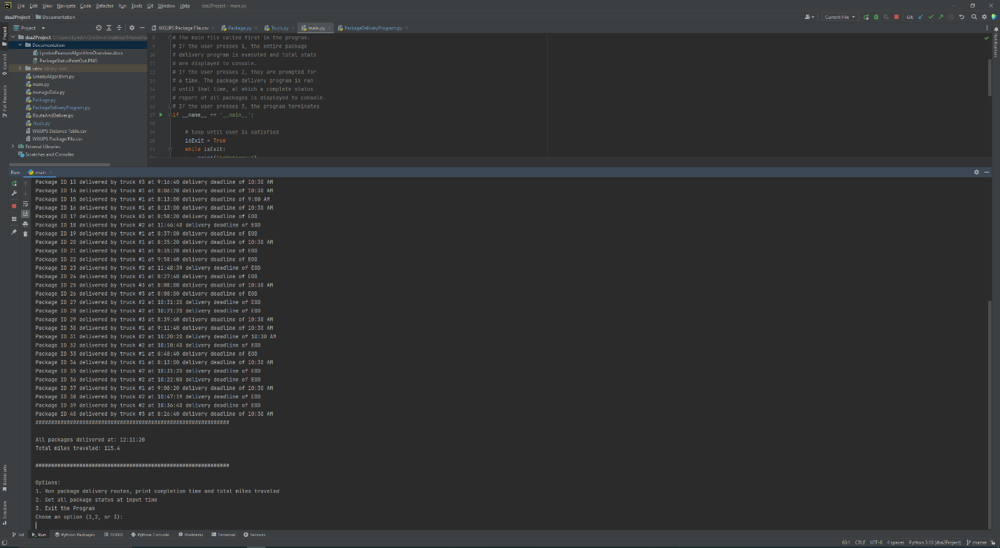 PC File Edit View Navigate Code Refactor Run Tools Git Window Help dsa2Project - main.py
dsa2Project Documentation Current File Git:
Project WGUPS Package File.csv Package.py Truck.py main.py PackageDeliveryProgram.py
dsa2Project C:\Users\Lyndo\OneDrive\Desktop\MasterDe
Documentation
LyndonPearsonAlgorithmOverview.docx
PackageStatusPrintOut.PNG
venv library root
GreedyAlgorithm.py
main.py
manageData.py
Package.py
PackageDeliveryProgram.py
RouteAndDeliver.py
Truck.py
WGUPS Distance Table.csv
WGUPS Package File.csv
External Libraries
Scratches and Consoles
Project
Commit
Pull Requests
Bookmarks
Structure
Notifications
8 # The main file called first in the program.
9 # If the user presses 1, the entire package
10 # delivery program is executed and total stats
11 # are displayed to console.
12 # If the user presses 2, they are prompted for
13 # a time. The package delivery program is ran
14 # until that time, at which a complete status
15 # report of all packages is displayed to console.
16 # If the user presses 3, the program terminates
17 if __name__ == '__main__':
18
19 # loop until user is satisfied
20 isExit = True
21 while isExit:
print("\nOptions:")
Run: main
Package ID 13 delivered by truck #3 at 9:16:40 delivery deadline of 10:30 AM
Package ID 14 delivered by truck #1 at 8:06:20 delivery deadline of 10:30 AM
Package ID 15 delivered by truck #1 at 8:13:00 delivery deadline of 9:00 AM
Package ID 16 delivered by truck #1 at 8:13:00 delivery deadline of 10:30 AM
Package ID 17 delivered by truck #3 at 8:58:20 delivery deadline of EOD
Package ID 18 delivered by truck #2 at 11:46:40 delivery deadline of EOD
Package ID 19 delivered by truck #1 at 8:37:00 delivery deadline of EOD
Package ID 20 delivered by truck #1 at 8:35:20 delivery deadline of 10:30 AM
Package ID 21 delivered by truck #1 at 8:35:20 delivery deadline of EOD
Package ID 22 delivered by truck #1 at 9:58:40 delivery deadline of EOD
Package ID 23 delivered by truck #2 at 11:48:39 delivery deadline of EOD
Package ID 24 delivered by truck #1 at 8:27:40 delivery deadline of EOD
Package ID 25 delivered by truck #3 at 8:08:00 delivery deadline of 10:30 AM
Package ID 26 delivered by truck #3 at 8:08:00 delivery deadline of EOD
Package ID 27 delivered by truck #2 at 10:31:20 delivery deadline of EOD
Package ID 28 delivered by truck #2 at 10:21:20 delivery deadline of EOD
Package ID 29 delivered by truck #3 at 8:39:40 delivery deadline of 10:30 AM
Package ID 30 delivered by truck #1 at 9:11:40 delivery deadline of 10:30 AM
Package ID 31 delivered by truck #2 at 10:20:20 delivery deadline of 10:30 AM
Package ID 32 delivered by truck #2 at 10:10:40 delivery deadline of EOD
Package ID 33 delivered by truck #1 at 8:48:40 delivery deadline of EOD
Package ID 34 delivered by truck #1 at 8:13:00 delivery deadline of 10:30 AM
Package ID 35 delivered by truck #2 at 10:31:20 delivery deadline of EOD
Package ID 36 delivered by truck #2 at 10:22:00 delivery deadline of EOD
Package ID 37 delivered by truck #1 at 9:08:20 delivery deadline of 10:30 AM
Package ID 38 delivered by truck #2 at 10:47:19 delivery deadline of EOD
Package ID 39 delivered by truck #2 at 10:36:40 delivery deadline of EOD
Package ID 40 delivered by truck #3 at 8:26:40 delivery deadline of 10:30 AM
##############################################################
All packages delivered at: 12:11:20
Total miles traveled: 115.4
##############################################################
Options:
1. Run package delivery routes, print completion time and total miles traveled
2. Get all package status at input time
3. Exit the Program
Chose an option (1,2, or 3):
Git Run Python Packages TODO Python Console Problems Terminal Services
63:1 CRLF UTF-8 4 spaces Python 3.10 (dsa2Project) master